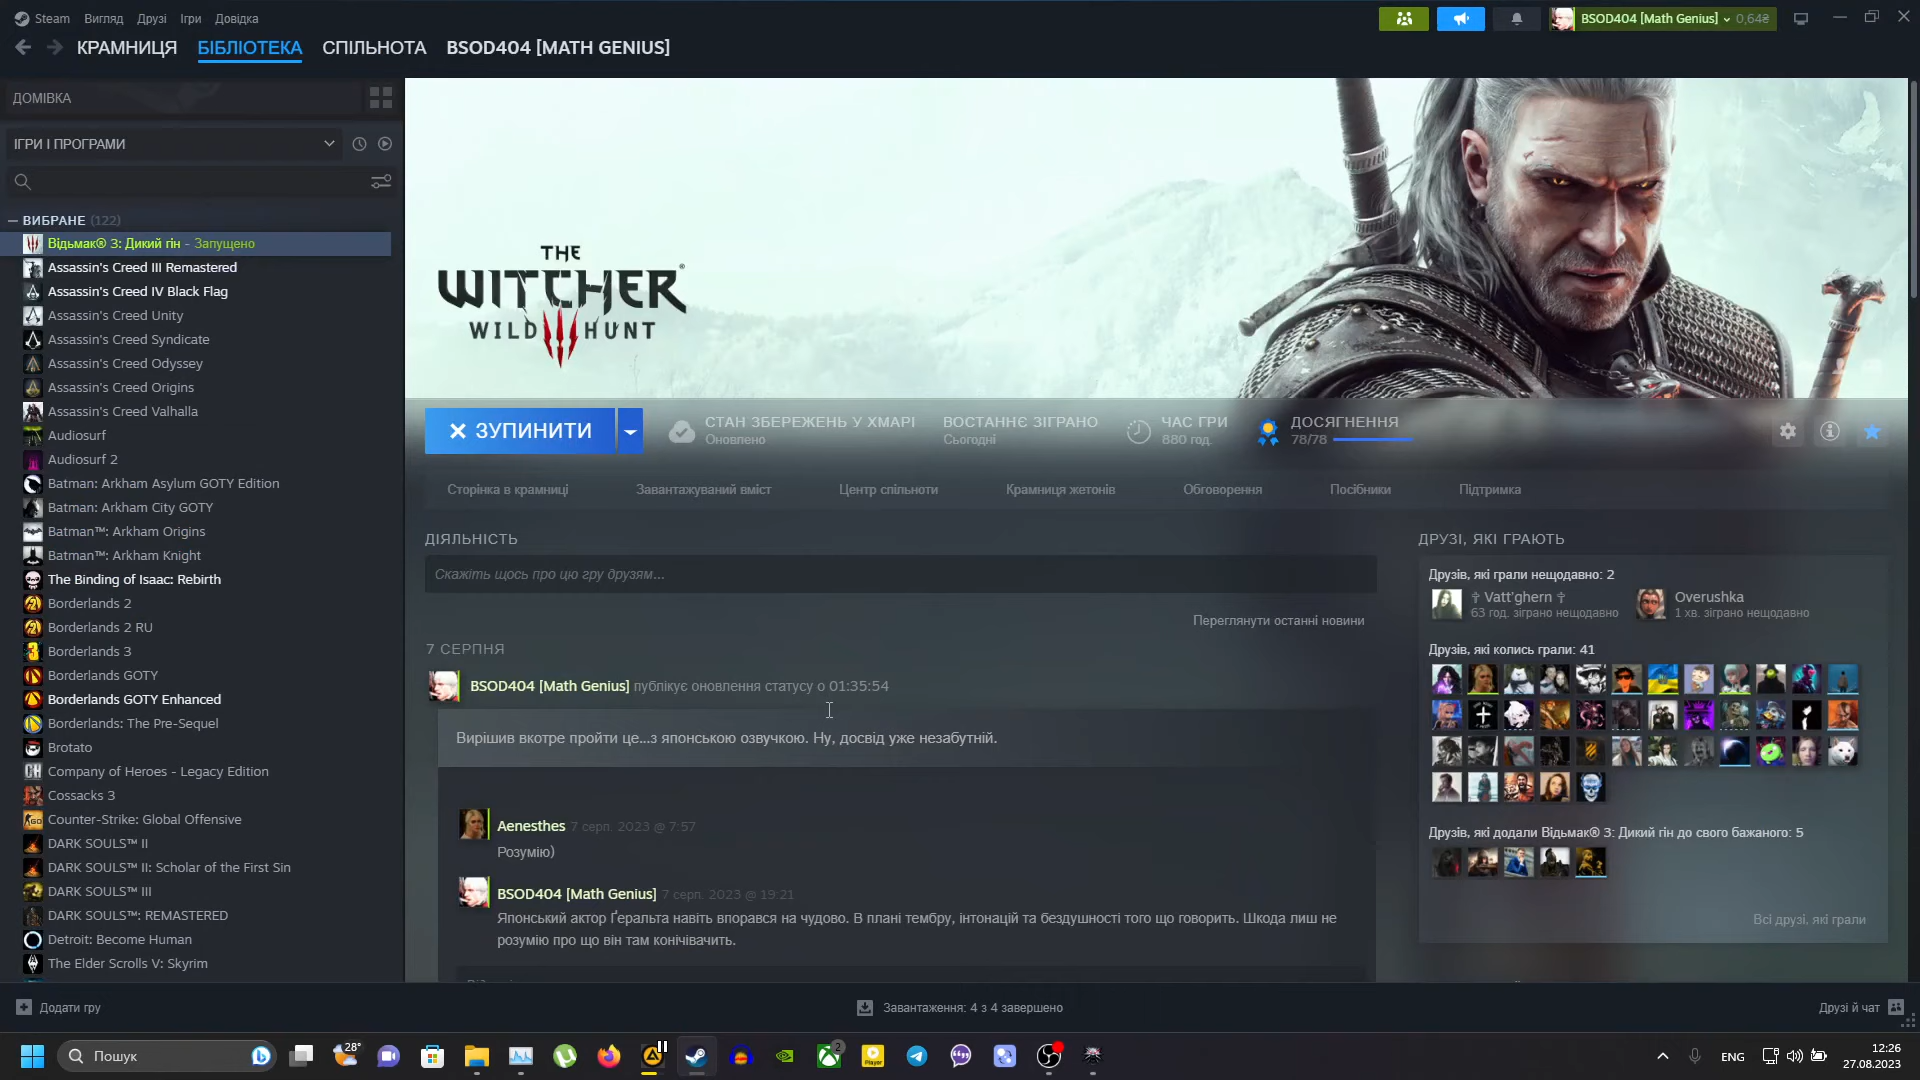 Steam Вигляд Друзі Ігри Довідка
BSOD404 [Math Genius] 0,64₴
КРАМНИЦЯ БІБЛІОТЕКА СПІЛЬНОТА BSOD404 [MATH GENIUS]
ДОМІВКА
ІГРИ І ПРОГРАМИ
ВИБРАНЕ (122)
Відьмак® 3: Дикий гін - Запущено
Assassin's Creed III Remastered
Assassin's Creed IV Black Flag
Assassin's Creed Unity
Assassin's Creed Syndicate
Assassin's Creed Odyssey
Assassin's Creed Origins
Assassin's Creed Valhalla
Audiosurf
Audiosurf 2
Batman: Arkham Asylum GOTY Edition
Batman: Arkham City GOTY
Batman™: Arkham Origins
Batman™: Arkham Knight
The Binding of Isaac: Rebirth
Borderlands 2
Borderlands 2 RU
Borderlands 3
Borderlands GOTY
Borderlands GOTY Enhanced
Borderlands: The Pre-Sequel
Brotato
Company of Heroes - Legacy Edition
Cossacks 3
Counter-Strike: Global Offensive
DARK SOULS™ II
DARK SOULS™ II: Scholar of the First Sin
DARK SOULS™ III
DARK SOULS™: REMASTERED
Detroit: Become Human
The Elder Scrolls V: Skyrim
THE
WITCHER®
WILD HUNT
ЗУПИНИТИ
СТАН ЗБЕРЕЖЕНЬ У ХМАРІ
Оновлено
ВОСТАННЄ ЗІГРАНО
Сьогодні
ЧАС ГРИ
880 год.
ДОСЯГНЕННЯ
78/78
Сторінка в крамниці Завантажуваний вміст Центр спільноти Крамниця жетонів Обговорення Посібники Підтримка
ДІЯЛЬНІСТЬ
Скажіть щось про цю гру друзям...
Переглянути останні новини
7 СЕРПНЯ
BSOD404 [Math Genius] публікує оновлення статусу о 01:35:54
Вирішив вкотре пройти це...з японською озвучкою. Ну, досвід уже незабутній.
Aenesthes 7 серп. 2023 @ 7:57
Розумію)
BSOD404 [Math Genius] 7 серп. 2023 @ 19:21
Японський актор Ґеральта навіть впорався на чудово. В плані тембру, інтонацій та бездушності того що говорить. Шкода лиш не
розумію про що він там конічівачить.
ДРУЗІ, ЯКІ ГРАЮТЬ
Друзів, які грали нещодавно: 2
✝ Vatt'ghern ✝
63 год. зіграно нещодавно
Overushka
1 хв. зіграно нещодавно
Друзів, які колись грали: 41
Друзів, які додали Відьмак® 3: Дикий гін до свого бажаного: 5
Всі друзі, які грали
Додати гру
Завантаження: 4 з 4 завершено
Друзі й чат
Пошук
28°
2
ENG
12:26
27.08.2023